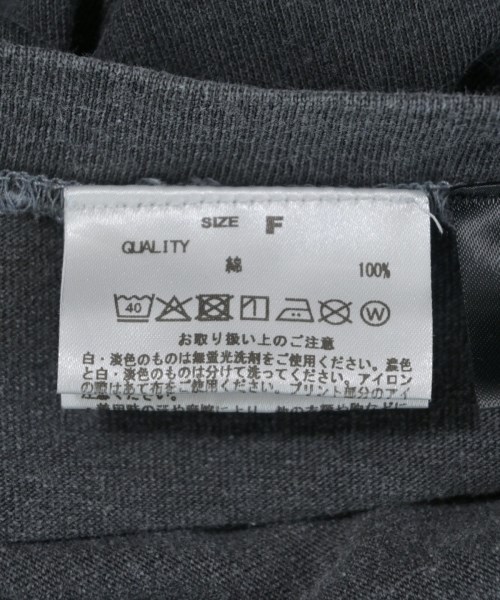 SIZE F
QUALITY
綿 100%
40 W
お取り扱い上のご注意
白・淡色のものは無蛍光洗剤をご使用ください。濃色
と白・淡色のものは分けて洗ってください。アイロン
の際はあて布をご使用ください。プリント部分のアイ